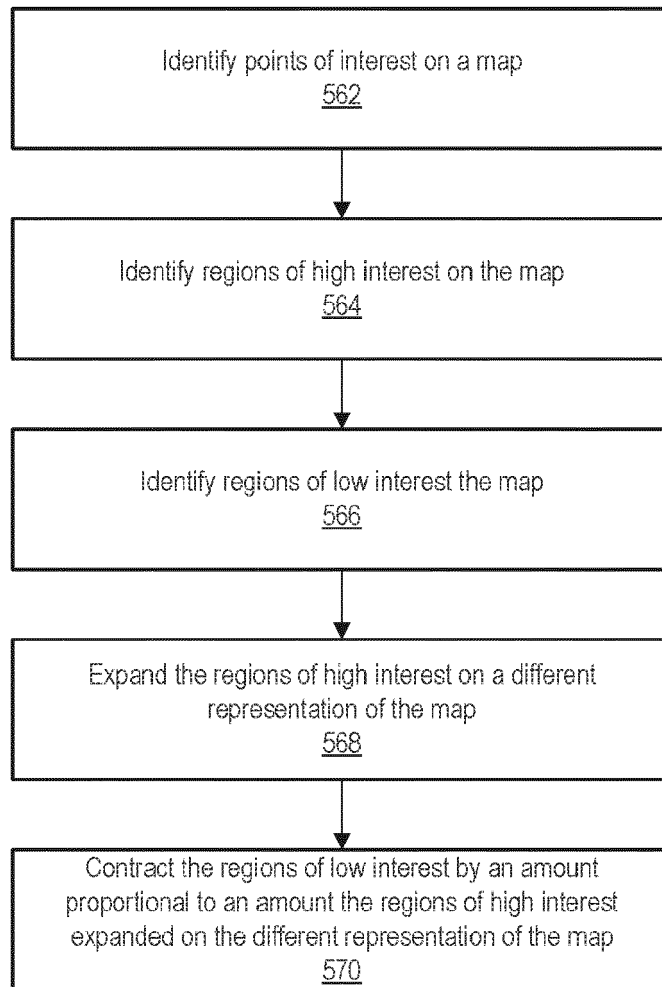 Identify points of interest on a map
562
Identify regions of high interest on the map
564
Identify regions of low interest the map
566
Expand the regions of high interest on a different
representation of the map
568
Contract the regions of low interest by an amount
proportional to an amount the regions of high interest
expanded on the different representation of the map
570